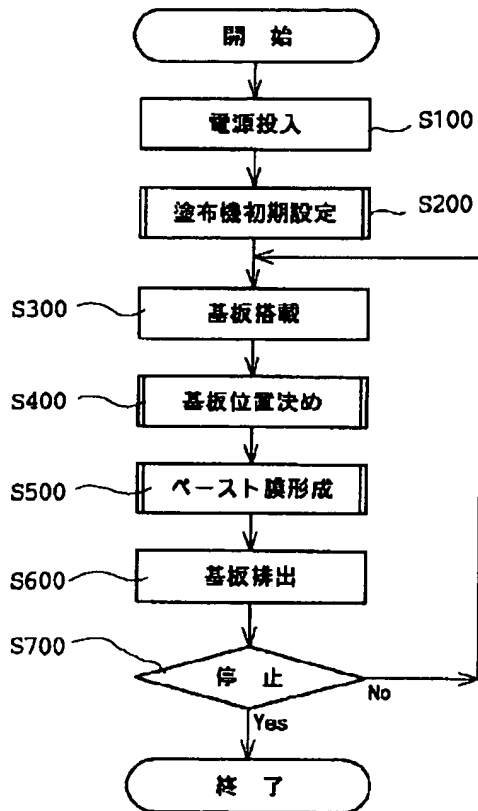 開 始
電源投入 S100
塗布機初期設定 S200
S300 基板搭載
S400 基板位置決め
S500 ペースト膜形成
S600 基板排出
S700 停 止
No
Yes
終 了